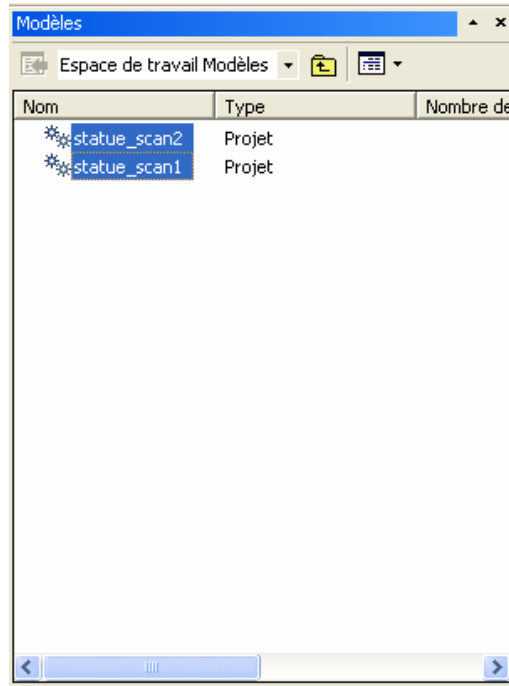 Modèles
Espace de travail Modèles
Nom Type Nombre de
statue_scan2 Projet
statue_scan1 Projet